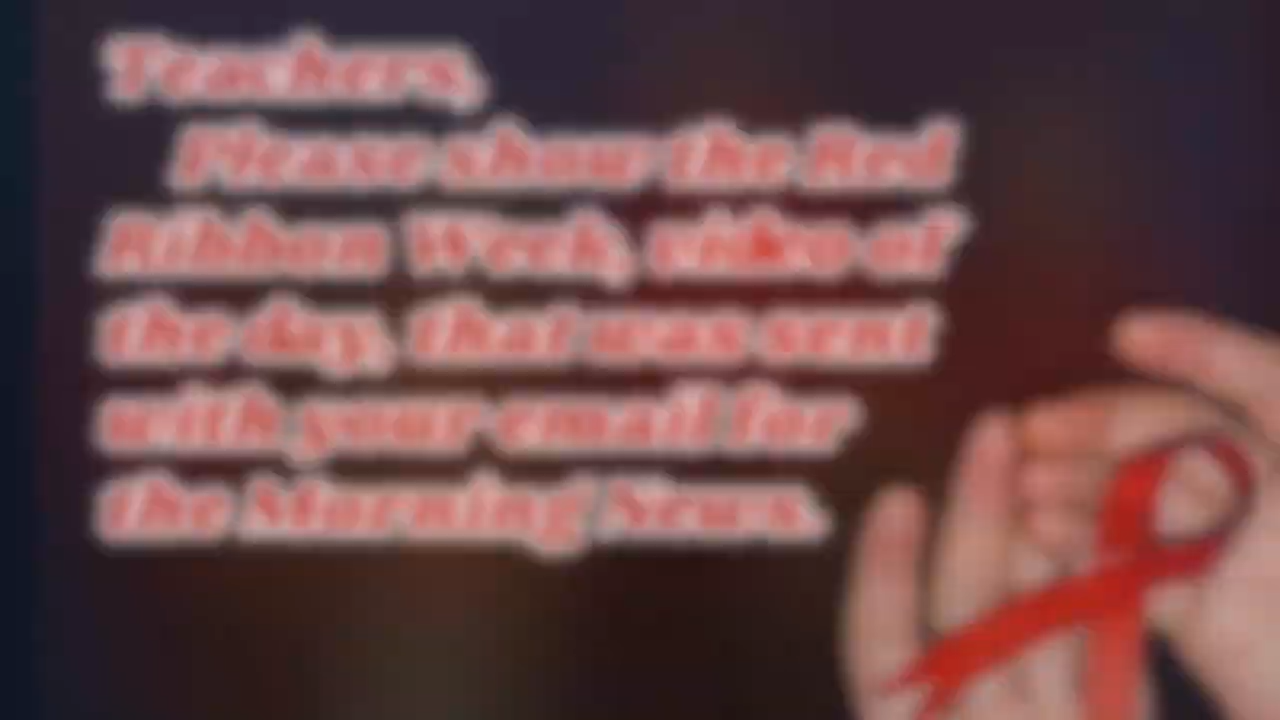 Teachers,
Please show the Red
Ribbon Week, video of
the day, that was sent
with your email for
the Morning News.